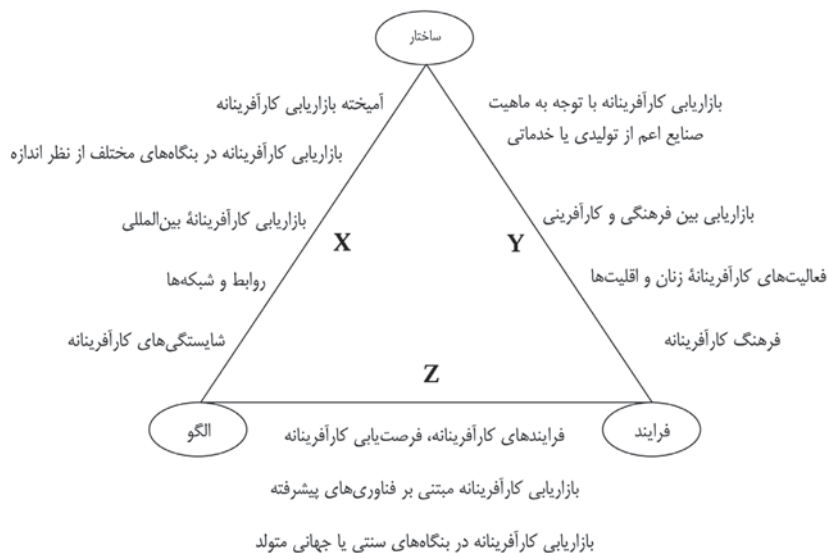 ساختار
آمیخته بازاریابی کارآفرینانه
بازاریابی کارآفرینانه با توجه به ماهیت
صنایع اعم از تولیدی یا خدماتی
بازاریابی کارآفرینانه در بنگاه‌های مختلف از نظر اندازه
بازاریابی بین فرهنگی و کارآفرینی
بازاریابی کارآفرینانهٔ بین‌المللی
X
Y
فعالیت‌های کارآفرینانهٔ زنان و اقلیت‌ها
روابط و شبکه‌ها
فرهنگ کارآفرینانه
شایستگی‌های کارآفرینانه
Z
فرایند
الگو
فرایندهای کارآفرینانه، فرصت‌یابی کارآفرینانه
بازاریابی کارآفرینانه مبتنی بر فناوری‌های پیشرفته
بازاریابی کارآفرینانه در بنگاه‌های سنتی یا جهانی متولد